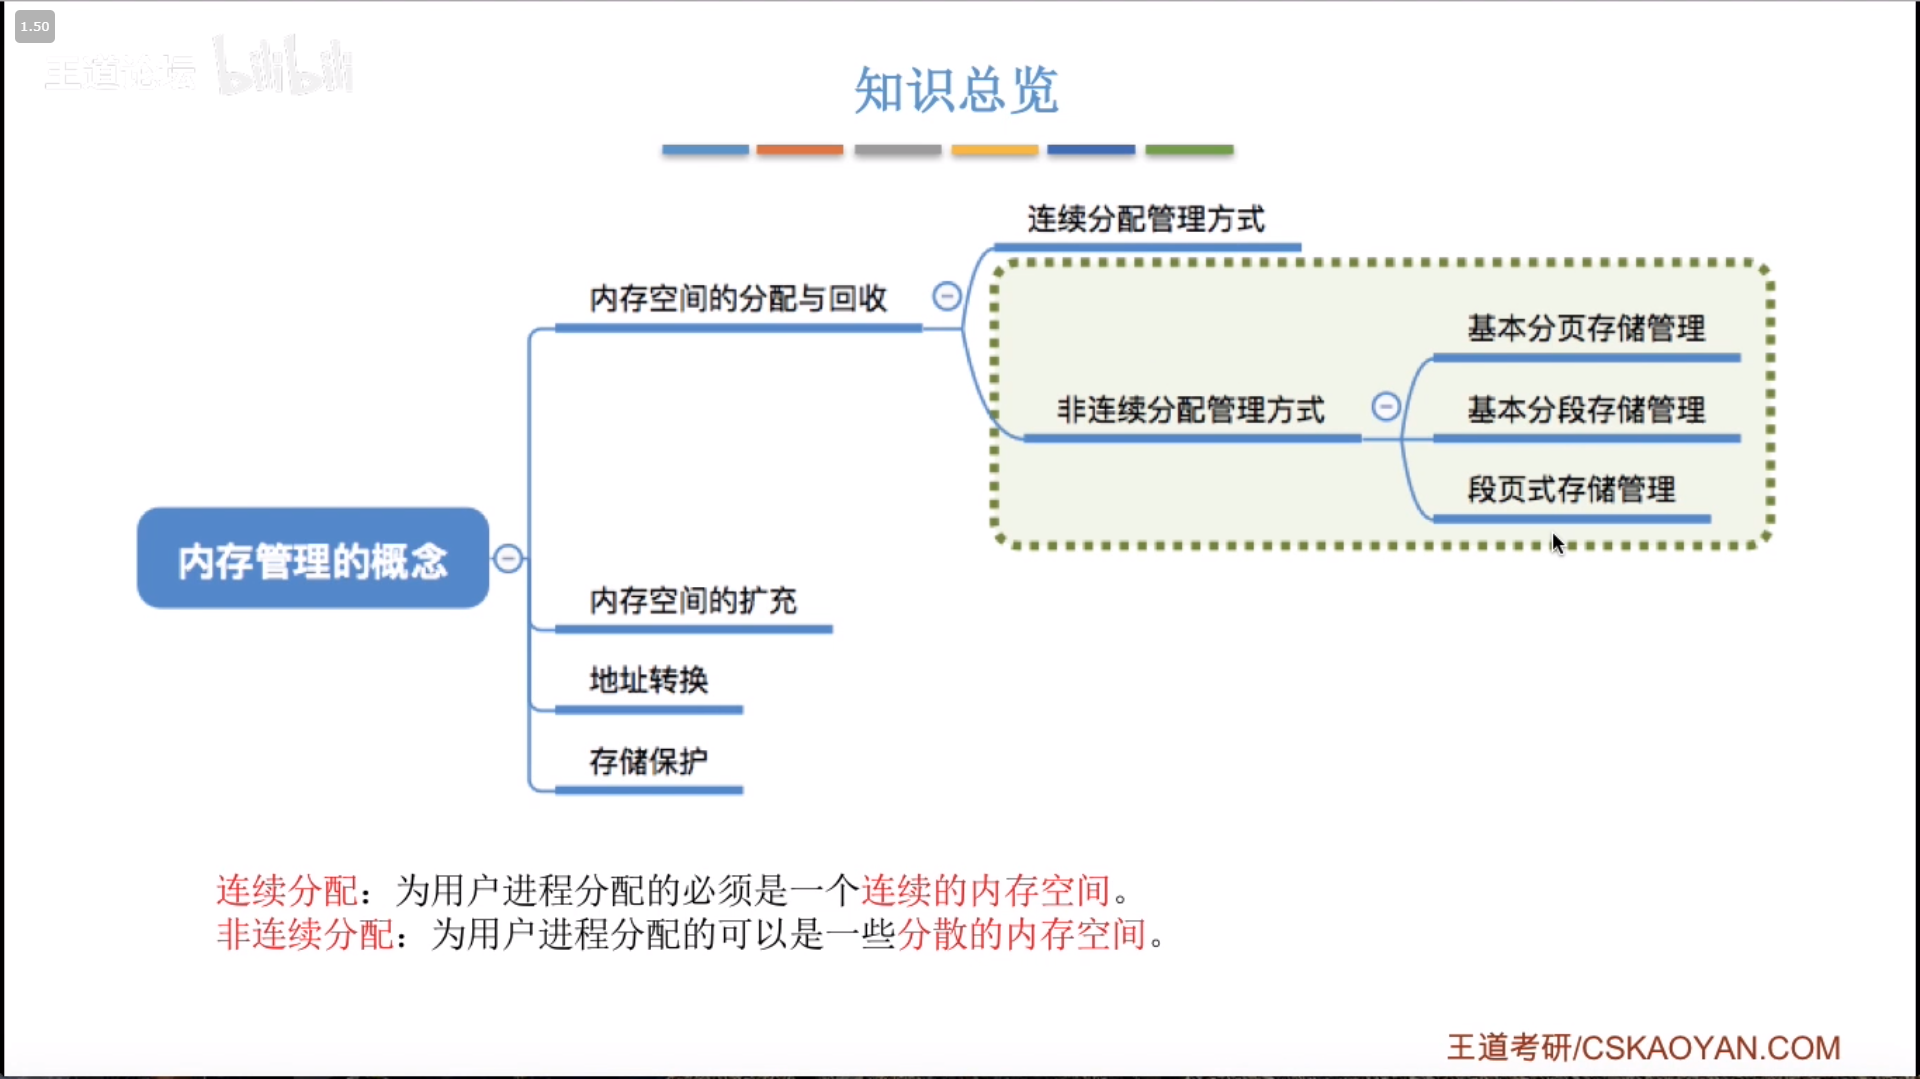 1.50
王道论坛 bilibili
知识总览
连续分配管理方式
内存空间的分配与回收
基本分页存储管理
非连续分配管理方式
基本分段存储管理
段页式存储管理
内存管理的概念
内存空间的扩充
地址转换
存储保护
连续分配：为用户进程分配的必须是一个连续的内存空间。
非连续分配：为用户进程分配的可以是一些分散的内存空间。
王道考研/CSKAOYAN.COM